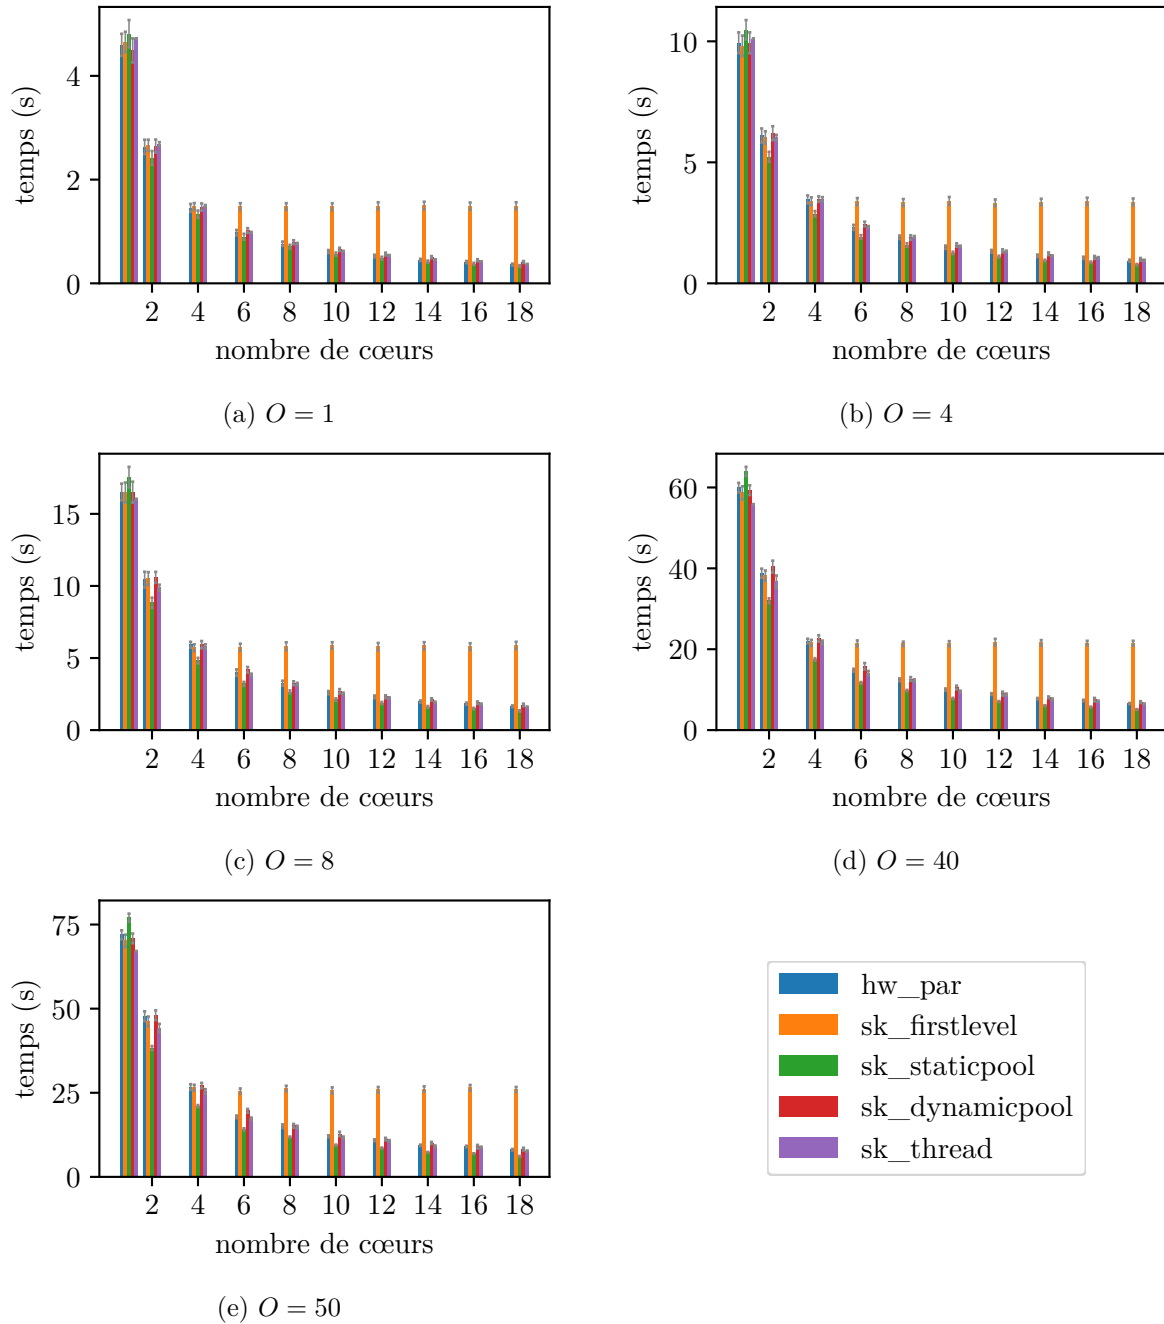 temps (s)
4
2
0
2 4 6 8 10 12 14 16 18
nombre de cœurs
(a) O = 1
temps (s)
10
5
0
2 4 6 8 10 12 14 16 18
nombre de cœurs
(b) O = 4
temps (s)
15
10
5
0
2 4 6 8 10 12 14 16 18
nombre de cœurs
(c) O = 8
temps (s)
60
40
20
0
2 4 6 8 10 12 14 16 18
nombre de cœurs
(d) O = 40
temps (s)
75
50
25
0
2 4 6 8 10 12 14 16 18
nombre de cœurs
(e) O = 50
hw_par
sk_firstlevel
sk_staticpool
sk_dynamicpool
sk_thread